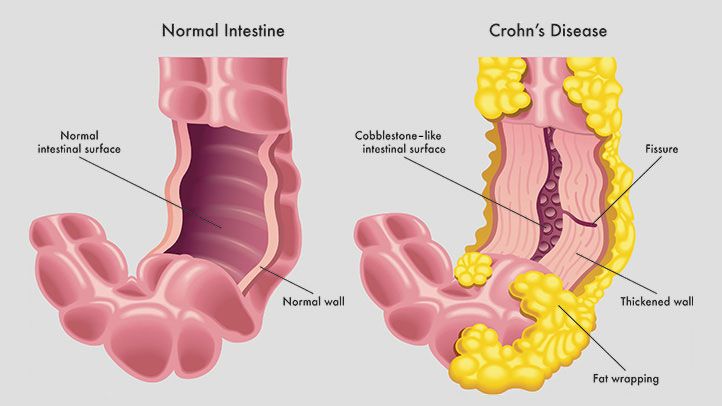 Normal Intestine
Crohn's Disease
Normal
intestinal surface
Normal wall
Cobblestone-like
intestinal surface
Fissure
Thickened wall
Fat wrapping